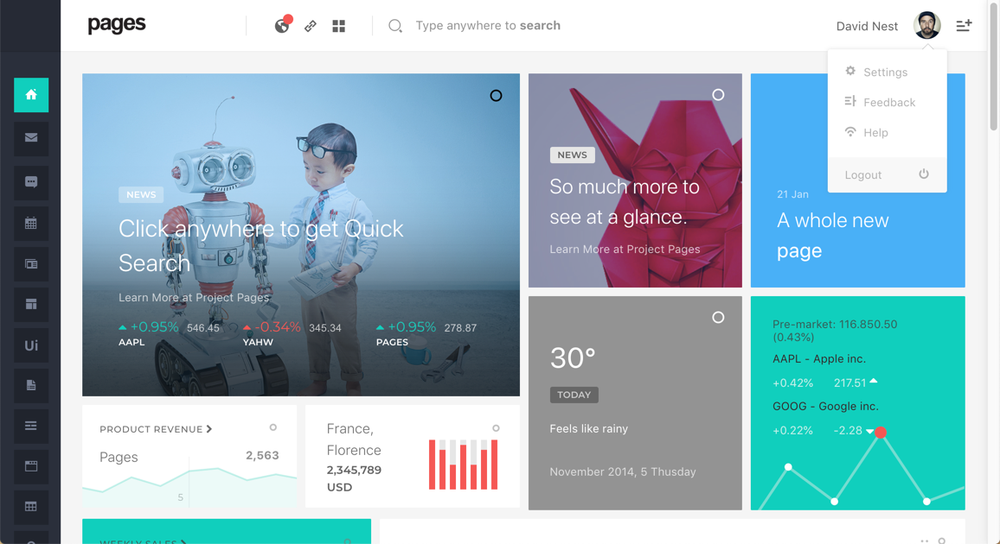 pages
Type anywhere to search
David Nest
Settings
Feedback
Help
Logout
Ui
NEWS
Click anywhere to get Quick
Search
Learn More at Project Pages
+0.95% 546.45
AAPL
-0.34% 345.34
YAHW
+0.95% 278.87
PAGES
NEWS
So much more to
see at a glance.
Learn More at Project Pages
21 Jan
A whole new
page
PRODUCT REVENUE
Pages
2,563
5
France,
Florence
2,345,789
USD
30°
TODAY
Feels like rainy
November 2014, 5 Thusday
Pre-market: 116.850.50
(0.43%)
AAPL - Apple inc.
+0.42% 217.51
GOOG - Google inc.
+0.22% -2.28
WEEKLY SALES